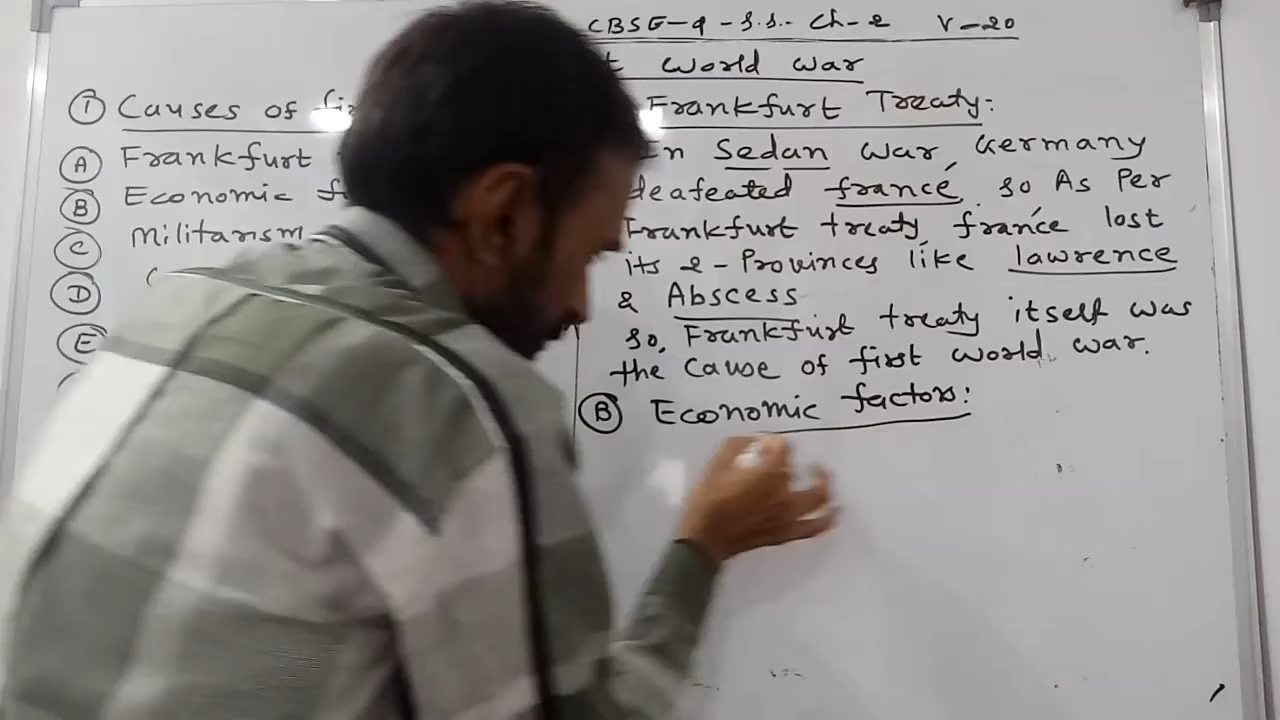 CBSE-9-S.S.- Ch-2 V-20
World War
① Causes of
Ⓐ Frankfurt
Ⓑ Economic
Ⓒ Militarism
Ⓓ
Ⓔ
Frankfurt Treaty:
In Sedan war, Germany
deafeated france, so As Per
Frankfurt treaty, france lost
its 2-Provinces like lawrence
& Abscess
so, Frankfurt treaty itself was
the Cause of first world war.
Ⓑ Economic factors: